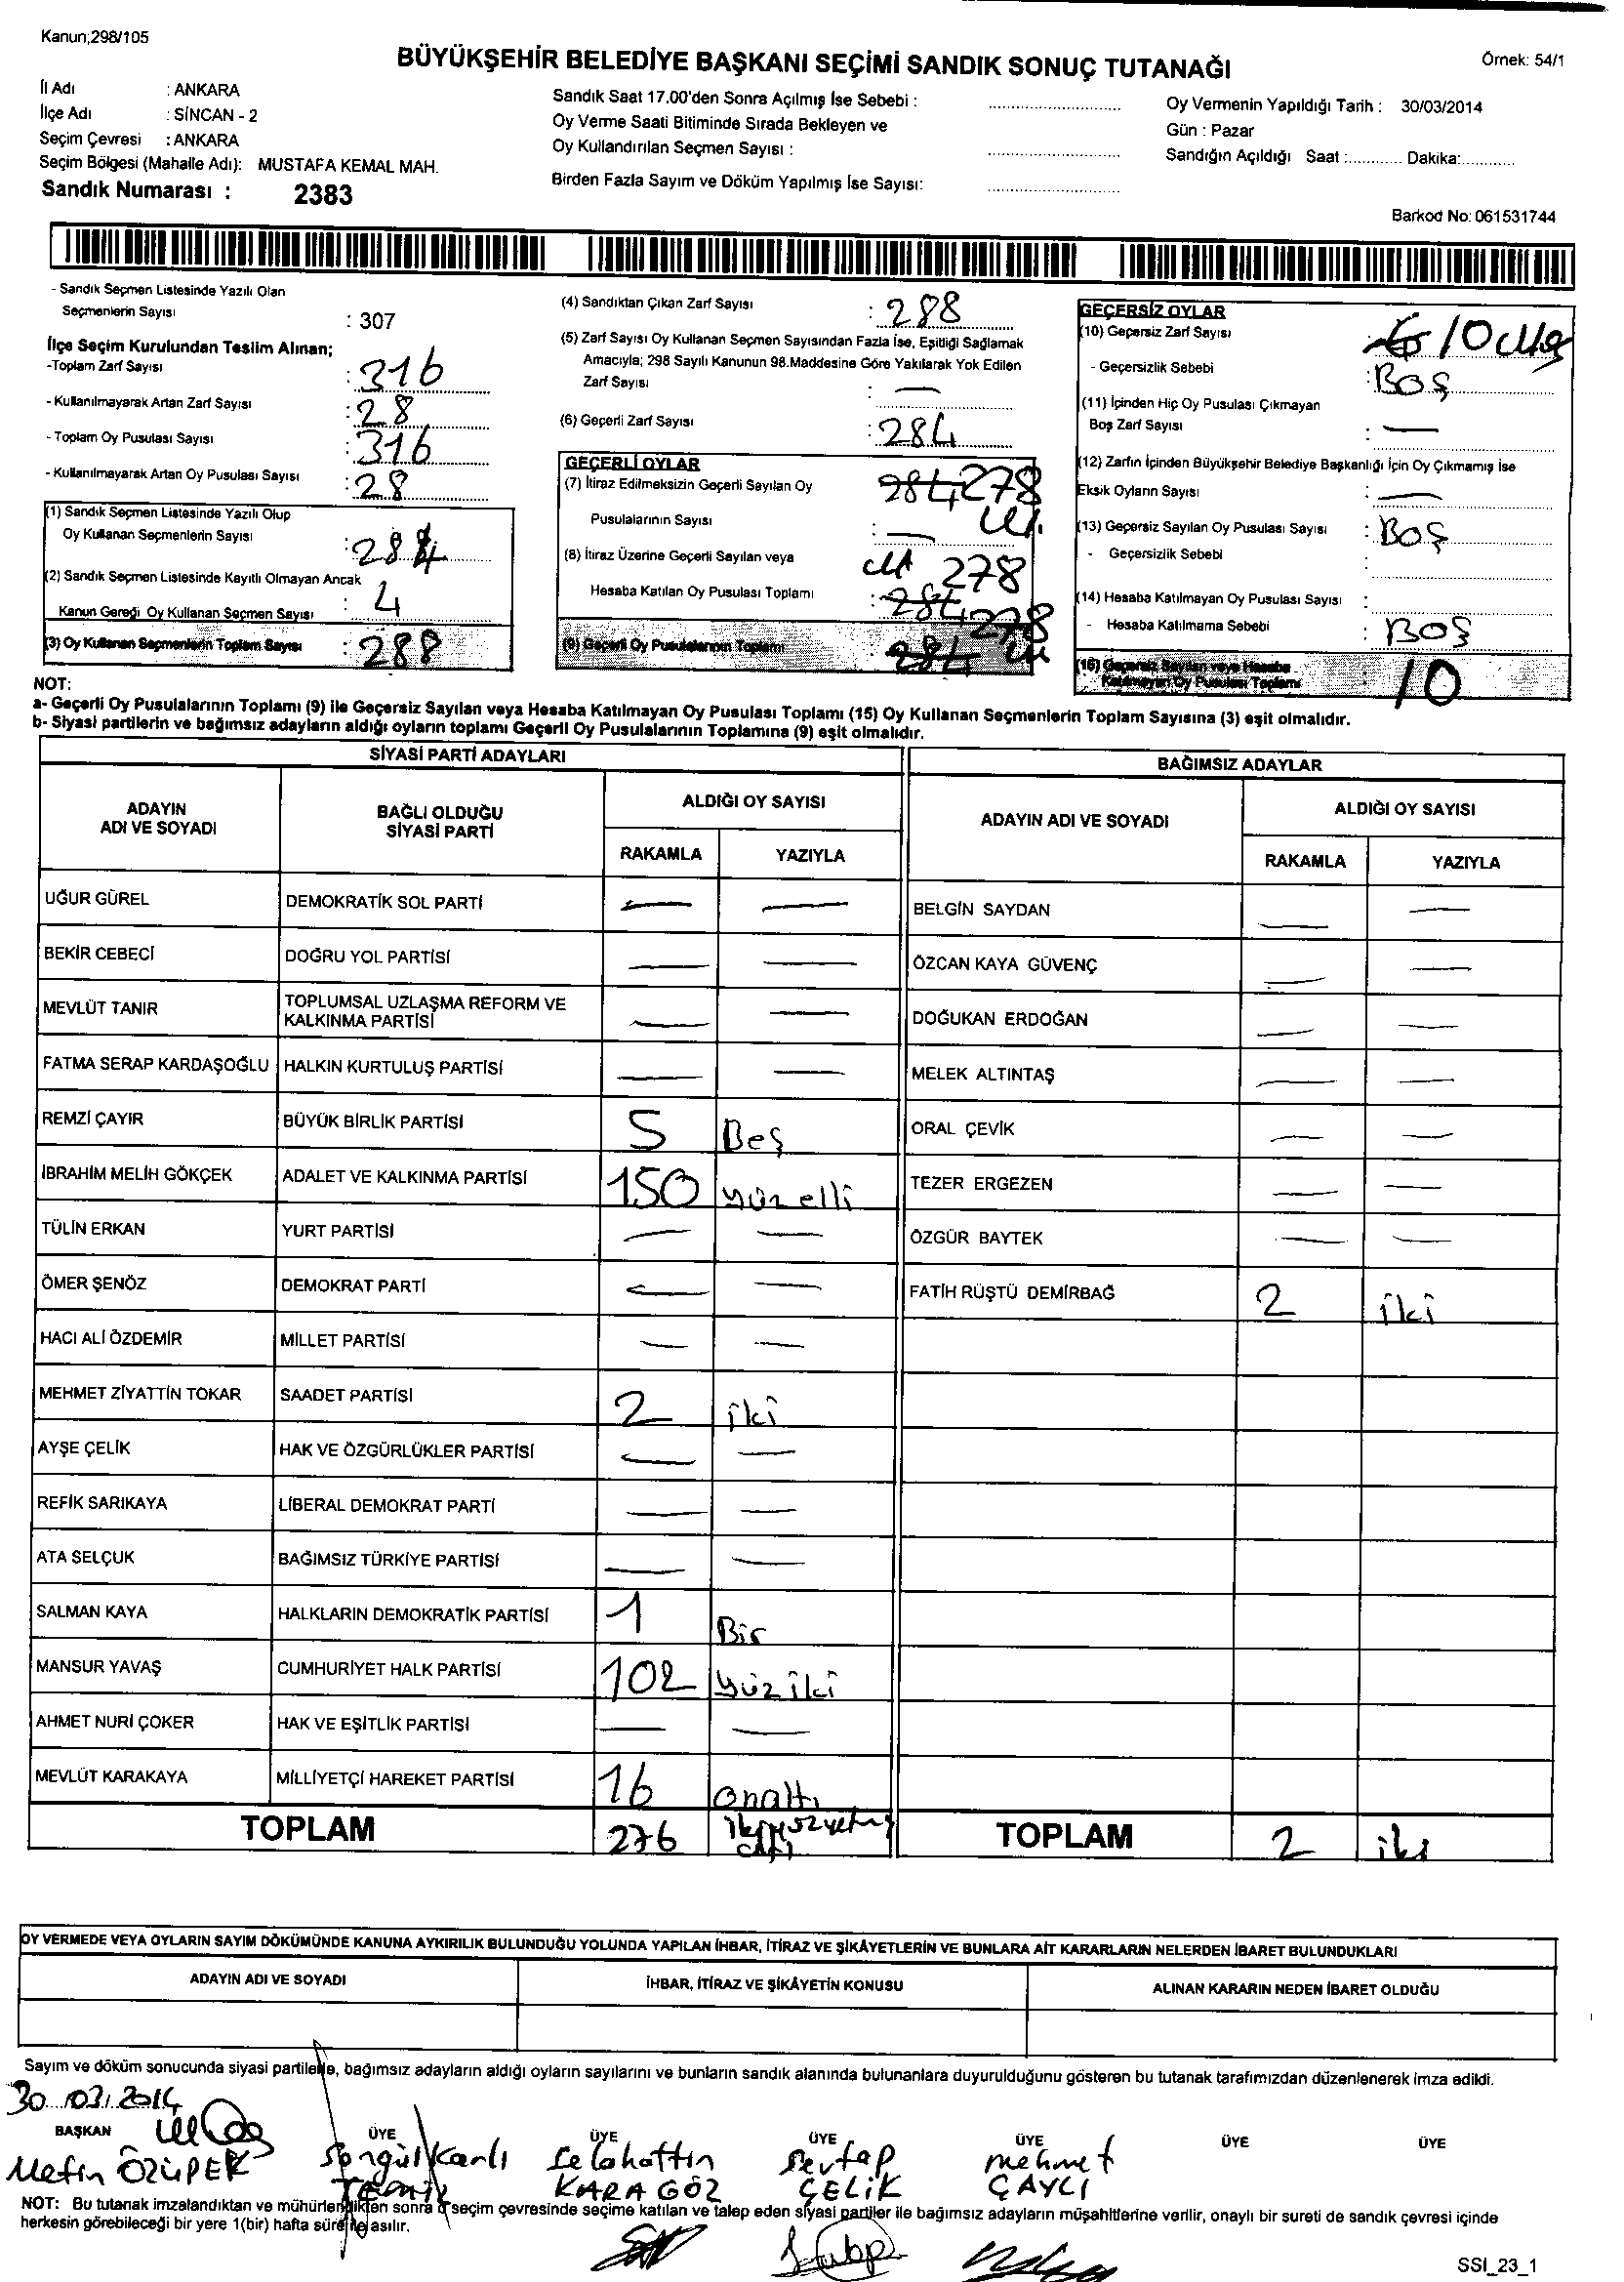 Kanun;298/105
BÜYÜKŞEHİR BELEDİYE BAŞKANI SEÇİMİ SANDIK SONUÇ TUTANAĞI
Örnek: 54/1
İl Adı : ANKARA
İlçe Adı : SİNCAN - 2
Seçim Çevresi : ANKARA
Seçim Bölgesi (Mahalle Adı): MUSTAFA KEMAL MAH.
Sandık Numarası : 2383
Sandık Saat 17.00'den Sonra Açılmış İse Sebebi :
Oy Verme Saati Bitiminde Sırada Bekleyen ve
Oy Kullandırılan Seçmen Sayısı :
Birden Fazla Sayım ve Döküm Yapılmış İse Sayısı:
Oy Vermenin Yapıldığı Tarih : 30/03/2014
Gün : Pazar
Sandığın Açıldığı Saat :............ Dakika:............
Barkod No: 061531744
- Sandık Seçmen Listesinde Yazılı Olan
Seçmenlerin Sayısı : 307
İlçe Seçim Kurulundan Teslim Alınan;
-Toplam Zarf Sayısı : 316
- Kullanılmayarak Artan Zarf Sayısı : 28
- Toplam Oy Pusulası Sayısı : 316
- Kullanılmayarak Artan Oy Pusulası Sayısı : 28
(1) Sandık Seçmen Listesinde Yazılı Olup
Oy Kullanan Seçmenlerin Sayısı : 284
(2) Sandık Seçmen Listesinde Kayıtlı Olmayan Ancak
Kanun Gereği Oy Kullanan Seçmen Sayısı : 4
(3) Oy Kullanan Seçmenlerin Toplam Sayısı : 288
(4) Sandıktan Çıkan Zarf Sayısı : 288
(5) Zarf Sayısı Oy Kullanan Seçmen Sayısından Fazla İse, Eşitliği Sağlamak
Amacıyla; 298 Sayılı Kanunun 98.Maddesine Göre Yakılarak Yok Edilen
Zarf Sayısı : —
(6) Geçerli Zarf Sayısı : 284
GEÇERLİ OYLAR
(7) İtiraz Edilmeksizin Geçerli Sayılan Oy 284 278
Pusulalarının Sayısı : —
(8) İtiraz Üzerine Geçerli Sayılan veya 278
Hesaba Katılan Oy Pusulası Toplamı : 284
(9) Geçerli Oy Pusulalarının Toplamı 284 278
GEÇERSİZ OYLAR
(10) Geçersiz Zarf Sayısı 10
- Geçersizlik Sebebi : BOŞ
(11) İçinden Hiç Oy Pusulası Çıkmayan
Boş Zarf Sayısı : —
(12) Zarfın İçinden Büyükşehir Belediye Başkanlığı İçin Oy Çıkmamış İse
Eksik Oyların Sayısı : —
(13) Geçersiz Sayılan Oy Pusulası Sayısı : BOŞ
- Geçersizlik Sebebi :
(14) Hesaba Katılmayan Oy Pusulası Sayısı :
- Hesaba Katılmama Sebebi : BOŞ
(15) Geçersiz Sayılan veya Hesaba
Katılmayan Oy Pusulası Toplamı : 10
NOT:
a- Geçerli Oy Pusulalarının Toplamı (9) ile Geçersiz Sayılan veya Hesaba Katılmayan Oy Pusulası Toplamı (15) Oy Kullanan Seçmenlerin Toplam Sayısına (3) eşit olmalıdır.
b- Siyasi partilerin ve bağımsız adayların aldığı oyların toplamı Geçerli Oy Pusulalarının Toplamına (9) eşit olmalıdır.
SİYASİ PARTİ ADAYLARI
ADAYIN ADI VE SOYADI BAĞLI OLDUĞU SİYASİ PARTİ ALDIĞI OY SAYISI
RAKAMLA YAZIYLA
UĞUR GÜREL DEMOKRATİK SOL PARTİ — —
BEKİR CEBECİ DOĞRU YOL PARTİSİ — —
MEVLÜT TANIR TOPLUMSAL UZLAŞMA REFORM VE KALKINMA PARTİSİ — —
FATMA SERAP KARDAŞOĞLU HALKIN KURTULUŞ PARTİSİ — —
REMZİ ÇAYIR BÜYÜK BİRLİK PARTİSİ 5 Beş
İBRAHİM MELİH GÖKÇEK ADALET VE KALKINMA PARTİSİ 150 yüzelli
TÜLİN ERKAN YURT PARTİSİ — —
ÖMER ŞENÖZ DEMOKRAT PARTİ — —
HACI ALİ ÖZDEMİR MİLLET PARTİSİ — —
MEHMET ZİYATTİN TOKAR SAADET PARTİSİ 2 iki
AYŞE ÇELİK HAK VE ÖZGÜRLÜKLER PARTİSİ — —
REFİK SARIKAYA LİBERAL DEMOKRAT PARTİ — —
ATA SELÇUK BAĞIMSIZ TÜRKİYE PARTİSİ — —
SALMAN KAYA HALKLARIN DEMOKRATİK PARTİSİ 1 Bir
MANSUR YAVAŞ CUMHURİYET HALK PARTİSİ 102 yüziki
AHMET NURİ ÇOKER HAK VE EŞİTLİK PARTİSİ — —
MEVLÜT KARAKAYA MİLLİYETÇİ HAREKET PARTİSİ 16 onaltı
TOPLAM 276 ikiyüzyetmiş altı
BAĞIMSIZ ADAYLAR
ADAYIN ADI VE SOYADI ALDIĞI OY SAYISI
RAKAMLA YAZIYLA
BELGİN SAYDAN — —
ÖZCAN KAYA GÜVENÇ — —
DOĞUKAN ERDOĞAN — —
MELEK ALTINTAŞ — —
ORAL ÇEVİK — —
TEZER ERGEZEN — —
ÖZGÜR BAYTEK — —
FATİH RÜŞTÜ DEMİRBAĞ 2 iki
TOPLAM 2 iki
OY VERMEDE VEYA OYLARIN SAYIM DÖKÜMÜNDE KANUNA AYKIRILIK BULUNDUĞU YOLUNDA YAPILAN İHBAR, İTİRAZ VE ŞİKÂYETLERİN VE BUNLARA AİT KARARLARIN NELERDEN İBARET BULUNDUKLARI
ADAYIN ADI VE SOYADI İHBAR, İTİRAZ VE ŞİKÂYETİN KONUSU ALINAN KARARIN NEDEN İBARET OLDUĞU
Sayım ve döküm sonucunda siyasi partilerle, bağımsız adayların aldığı oyların sayılarını ve bunların sandık alanında bulunanlara duyurulduğunu gösteren bu tutanak tarafımızdan düzenlenerek imza edildi.
30.03.2014
BAŞKAN ÜYE ÜYE ÜYE ÜYE ÜYE ÜYE
Metin ÖZÜPEK Songül Kanlı Selahattin Sevtap mehmet
TEMİZ KARAGÖZ ÇELİK ÇAYCI
NOT: Bu tutanak imzalandıktan ve mühürlendikten sonra seçim çevresinde seçime katılan ve talep eden siyasi partiler ile bağımsız adayların müşahitlerine verilir, onaylı bir sureti de sandık çevresi içinde
herkesin görebileceği bir yere 1(bir) hafta süre ile asılır.
SSI_23_1